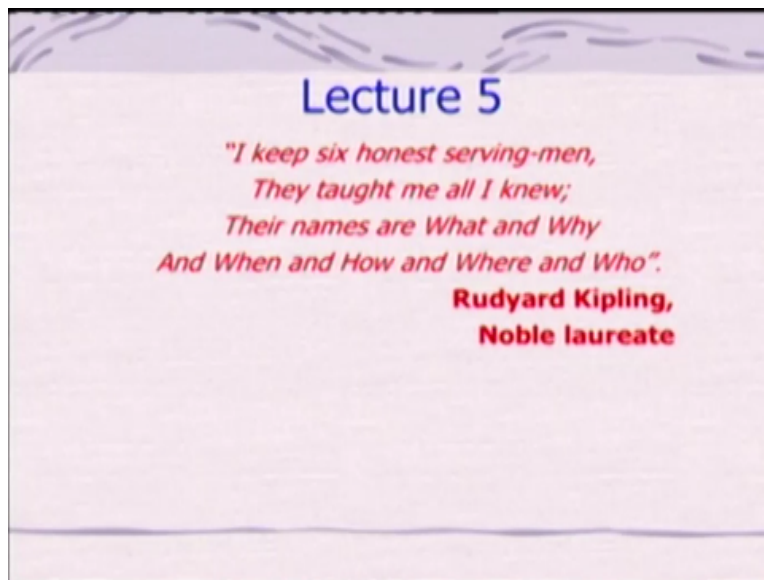 Lecture 5
"I keep six honest serving-men,
They taught me all I knew;
Their names are What and Why
And When and How and Where and Who”.
Rudyard Kipling,
Noble laureate